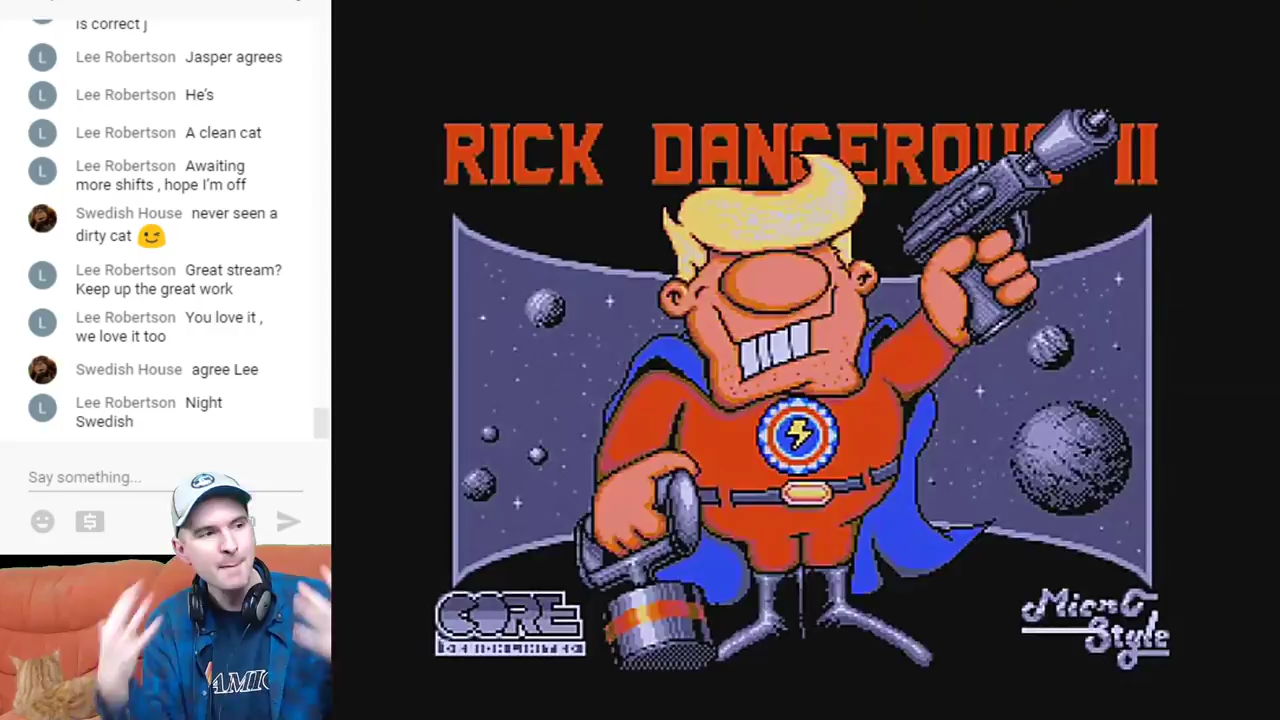 is correct j
Lee Robertson Jasper agrees
Lee Robertson He's
Lee Robertson A clean cat
Lee Robertson Awaiting
more shifts , hope I'm off
Swedish House never seen a
dirty cat
Lee Robertson Great stream?
Keep up the great work
Lee Robertson You love it ,
we love it too
Swedish House agree Lee
Lee Robertson Night
Swedish
Say something...
RICK DANGEROUS II
CORE
Micro
Style
AMIG